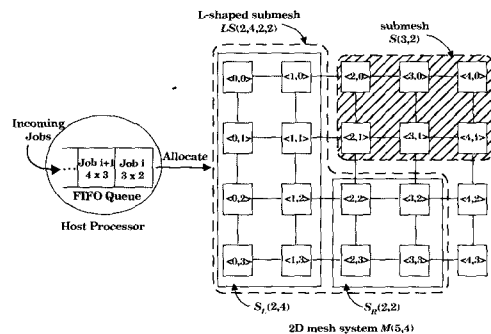 L-shaped submesh
LS(2,4,2,2)
submesh
S(3,2)
<0,0> <1,0> <2,0> <3,0> <4,0>
Incoming
Jobs
Job i+1 Job i
4 x 3 3 x 2
FIFO Queue
Host Processor
Allocate
<0,1> <1,1> <2,1> <3,1> <4,1>
<0,2> <1,2> <2,2> <3,2> <4,2>
<0,3> <1,3> <2,3> <3,3> <4,3>
S_L(2,4)
S_R(2,2)
2D mesh system M(5,4)